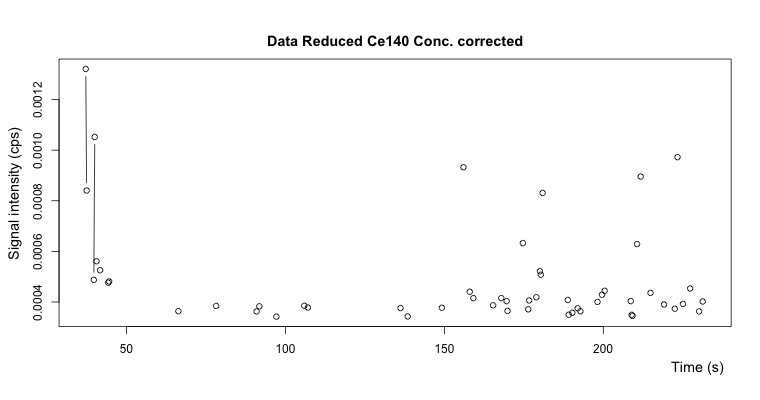 Data Reduced Ce140 Conc. corrected
Signal intensity (cps)
0.0012
0.0010
0.0008
0.0006
0.0004
50 100 150 200
Time (s)